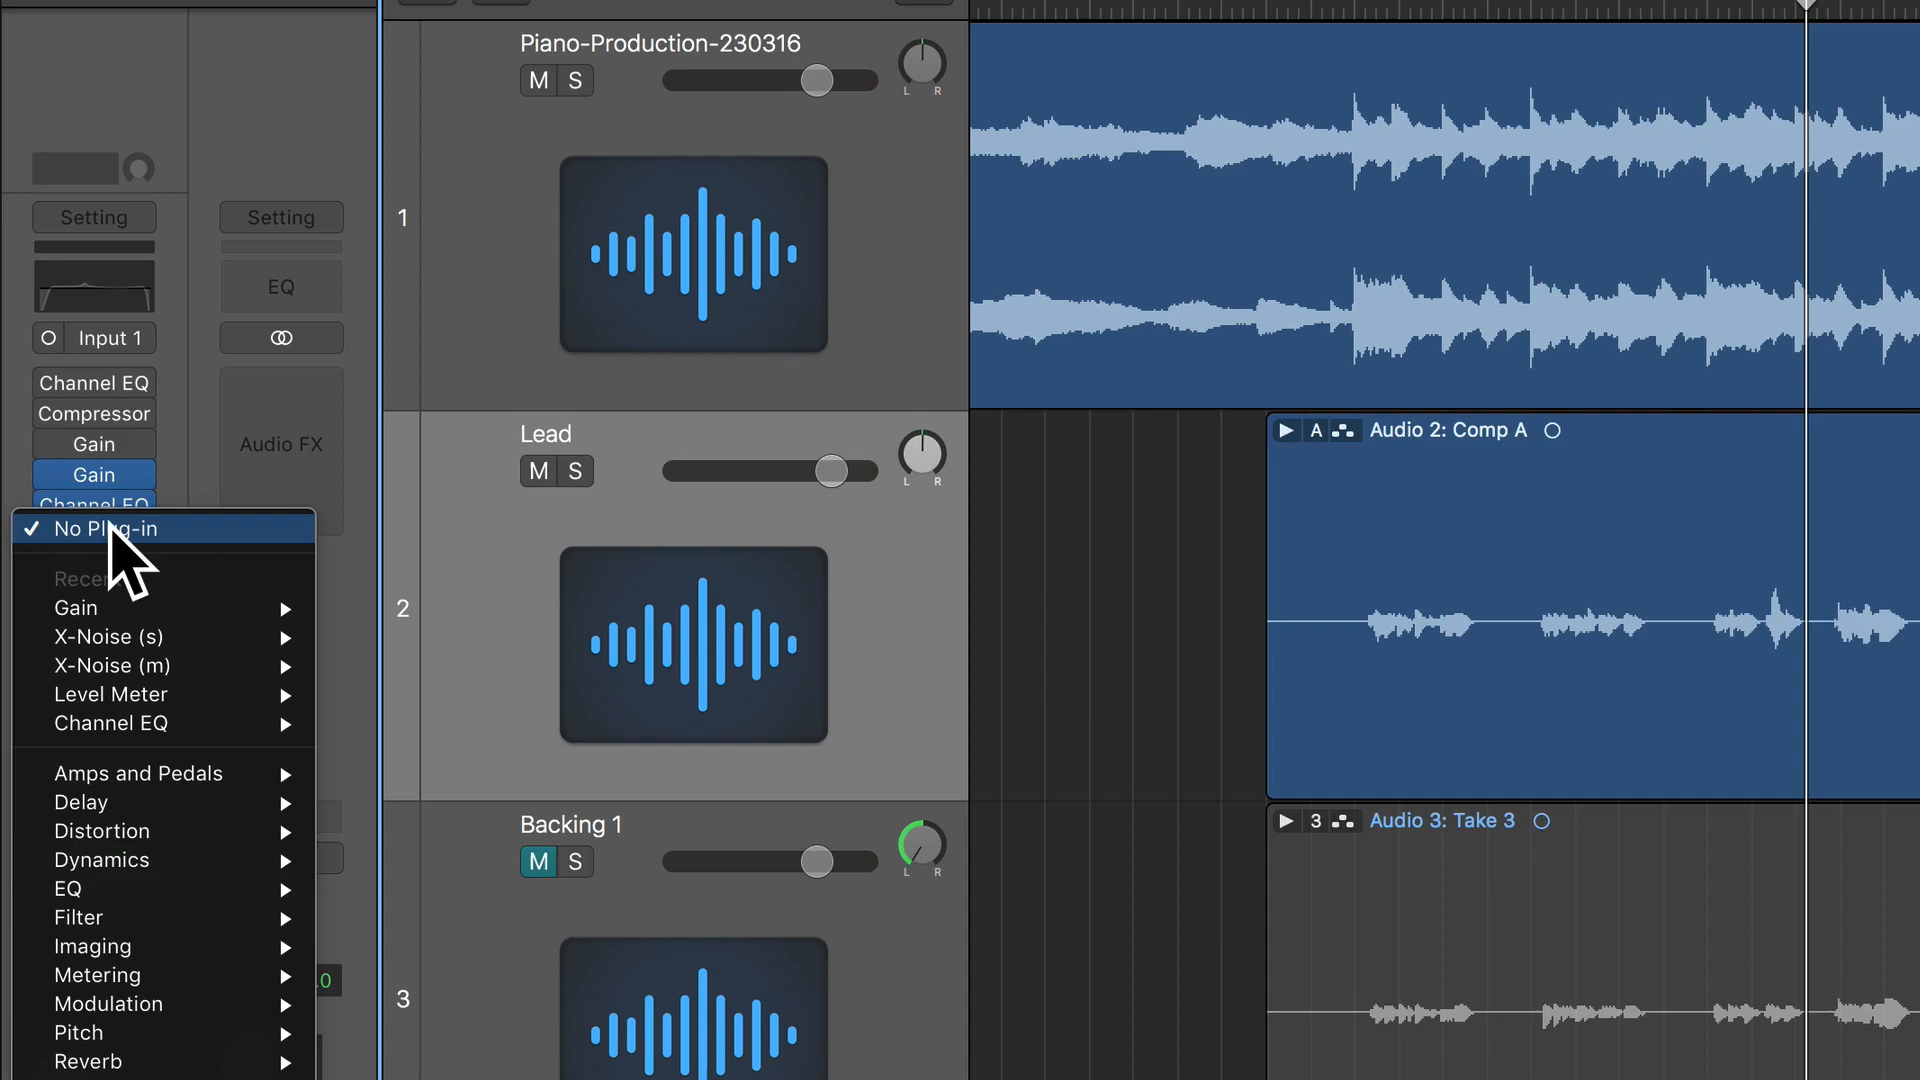 Setting
Setting
EQ
Input 1
Channel EQ
Compressor
Gain
Gain
Channel EQ
Audio FX
✓ No Plug-in
Gain
X-Noise (s)
X-Noise (m)
Level Meter
Channel EQ
Amps and Pedals
Delay
Distortion
Dynamics
EQ
Filter
Imaging
Metering
Modulation
Pitch
Reverb
.0
Piano-Production-230316
M S
L R
1
Lead
M S
L R
2
Backing 1
M S
L R
3
A Audio 2: Comp A
3 Audio 3: Take 3